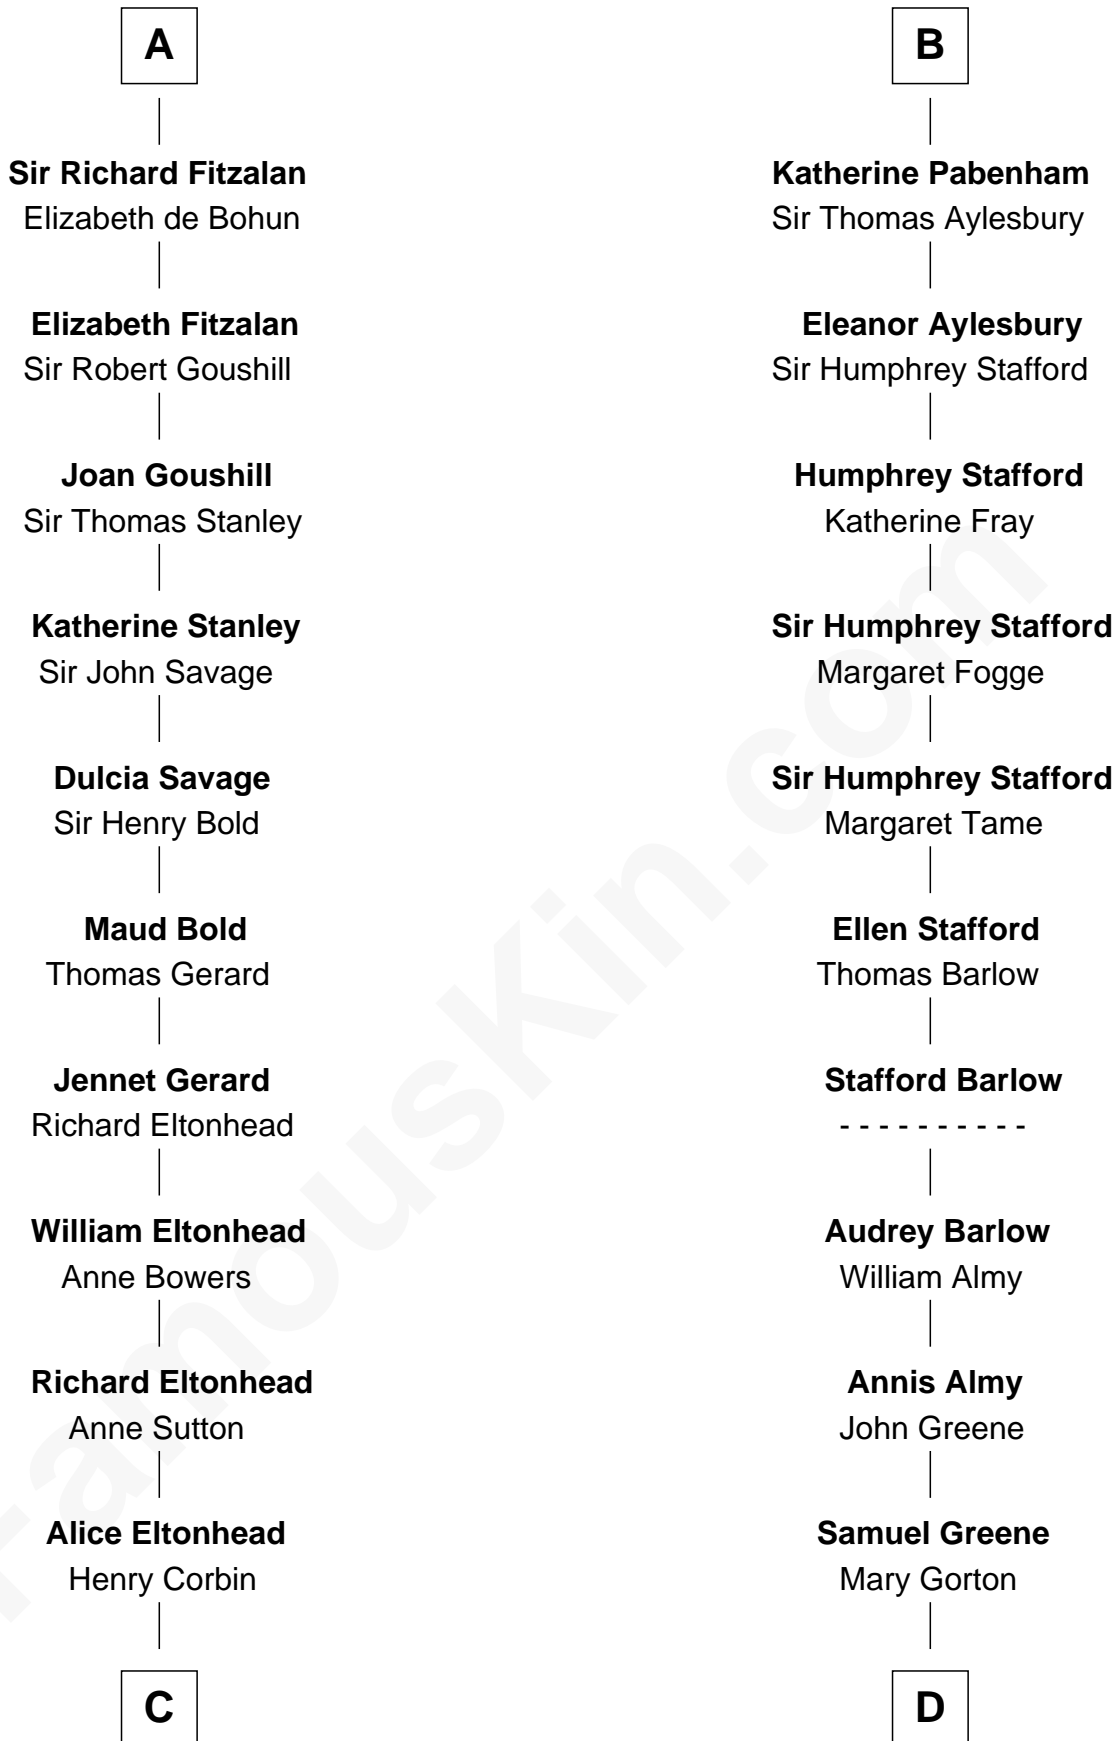 A
Sir Richard Fitzalan
Elizabeth de Bohun
Elizabeth Fitzalan
Sir Robert Goushill
Joan Goushill
Sir Thomas Stanley
Katherine Stanley
Sir John Savage
Dulcia Savage
Sir Henry Bold
Maud Bold
Thomas Gerard
Jennet Gerard
Richard Eltonhead
William Eltonhead
Anne Bowers
Richard Eltonhead
Anne Sutton
Alice Eltonhead
Henry Corbin
C
B
Katherine Pabenham
Sir Thomas Aylesbury
Eleanor Aylesbury
Sir Humphrey Stafford
Humphrey Stafford
Katherine Fray
Sir Humphrey Stafford
Margaret Fogge
Sir Humphrey Stafford
Margaret Tame
Ellen Stafford
Thomas Barlow
Stafford Barlow
- - - - - - - - - -
Audrey Barlow
William Almy
Annis Almy
John Greene
Samuel Greene
Mary Gorton
D
FamousKin.com